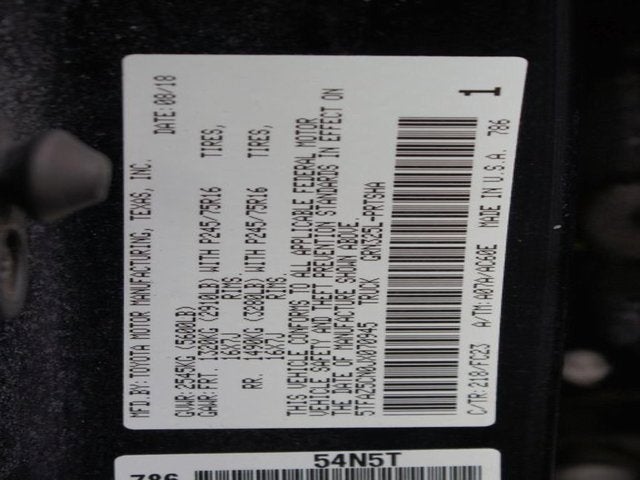 MFD.BY: TOYOTA MOTOR MANUFACTURING, TEXAS, INC. DATE: 08/18
GVWR: 2545KG (5600LB)
GAWR: FRT. 1320KG (2910LB) WITH P245/75R16 TIRES,
16X7J RIMS,
RR. 1490KG (3280LB) WITH P245/75R16 TIRES,
16X7J RIMS.
THIS VEHICLE CONFORMS TO ALL APPLICABLE FEDERAL MOTOR
VEHICLE SAFETY AND THEFT PREVENTION STANDARDS IN EFFECT ON
THE DATE OF MANUFACTURE SHOWN ABOVE.
TRUCK
C/TR: 218/FC23 A/TM: A07A/AC60E MADE IN U.S.A. 786
1
54N5T
786